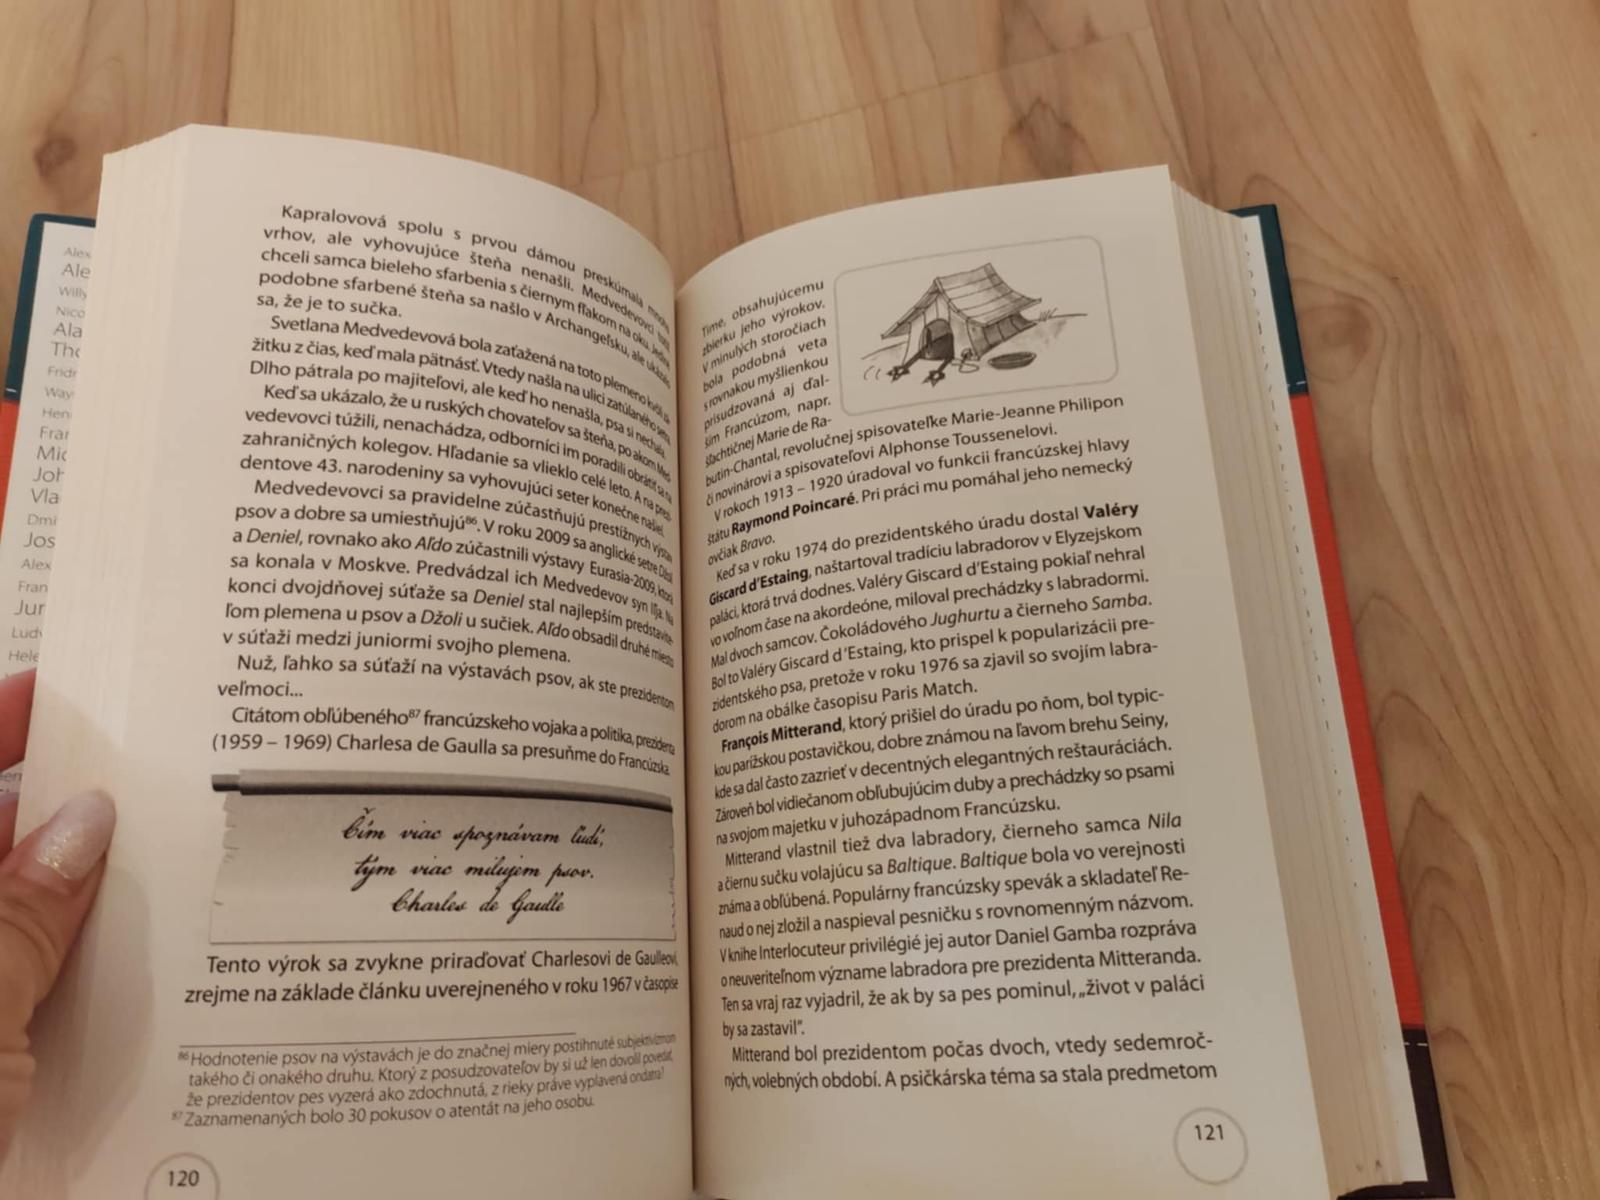 Alex
Ale
Willy
Nico
Ala
Tho
Fridr
Way
Hen
Fran
Mic
Joh
Vla
Dmi
Jos
Alex
Fran
Jur
Ludv
Hele
Kapralovová spolu s prvou dámou preskúmala mnoho
vrhov, ale vyhovujúce šteňa nenašli. Medvedevovci totiž
chceli samca bieleho sfarbenia s čiernym fľakom na oku. Jediné
podobne sfarbené šteňa sa našlo v Archangeľsku, ale ukázalo
sa, že je to sučka.
Svetlana Medvedevová bola zaťažená na toto plemeno kvôli zá-
žitku z čias, keď mala pätnásť. Vtedy našla na ulici zatúlaného setra.
Dlho pátrala po majiteľovi, ale keď ho nenašla, psa si nechala.
Keď sa ukázalo, že u ruských chovateľov sa šteňa, po akom Med-
vedevovci túžili, nenachádza, odborníci im poradili obrátiť sa na
zahraničných kolegov. Hľadanie sa vlieklo celé leto. A na prezi-
dentove 43. narodeniny sa vyhovujúci seter konečne našiel.
Medvedevovci sa pravidelne zúčastňujú prestížnych výstav
psov a dobre sa umiestňujú⁸⁶. V roku 2009 sa anglické setre Džoli
a Deniel, rovnako ako Aľdo zúčastnili výstavy Eurasia-2009, ktorá
sa konala v Moskve. Predvádzal ich Medvedevov syn Iľja. Na
konci dvojdňovej súťaže sa Deniel stal najlepším predstavite-
ľom plemena u psov a Džoli u sučiek. Aľdo obsadil druhé miesto
v súťaži medzi juniormi svojho plemena.
Nuž, ľahko sa súťaží na výstavách psov, ak ste prezidentom
veľmoci...
Citátom obľúbeného⁸⁷ francúzskeho vojaka a politika, prezidenta
(1959 – 1969) Charlesa de Gaulla sa presuňme do Francúzska.
Čím viac spoznávam ľudí,
tým viac milujem psov.
Charles de Gaulle
Tento výrok sa zvykne priraďovať Charlesovi de Gaulleovi,
zrejme na základe článku uverejneného v roku 1967 v časopise
⁸⁶ Hodnotenie psov na výstavách je do značnej miery postihnuté subjektivizmom
takého či onakého druhu. Ktorý z posudzovateľov by si už len dovolil povedať,
že prezidentov pes vyzerá ako zdochnutá, z rieky práve vyplavená ondatra!
⁸⁷ Zaznamenaných bolo 30 pokusov o atentát na jeho osobu.
120
Time, obsahujúcemu
zbierku jeho výrokov.
V minulých storočiach
bola podobná veta
s rovnakou myšlienkou
prisudzovaná aj ďal-
ším Francúzom, napr.
šľachtičnej Marie de Ra-
butin-Chantal, revolučnej spisovateľke Marie-Jeanne Philipon
či novinárovi a spisovateľovi Alphonse Toussenelovi.
V rokoch 1913 – 1920 úradoval vo funkcii francúzskej hlavy
štátu Raymond Poincaré. Pri práci mu pomáhal jeho nemecký
ovčiak Bravo.
Keď sa v roku 1974 do prezidentského úradu dostal Valéry
Giscard d'Estaing, naštartoval tradíciu labradorov v Elyzejskom
paláci, ktorá trvá dodnes. Valéry Giscard d'Estaing pokiaľ nehral
vo voľnom čase na akordeóne, miloval prechádzky s labradormi.
Mal dvoch samcov. Čokoládového Jughurtu a čierneho Samba.
Bol to Valéry Giscard d'Estaing, kto prispel k popularizácii pre-
zidentského psa, pretože v roku 1976 sa zjavil so svojím labra-
dorom na obálke časopisu Paris Match.
François Mitterand, ktorý prišiel do úradu po ňom, bol typic-
kou parížskou postavičkou, dobre známou na ľavom brehu Seiny,
kde sa dal často zazrieť v decentných elegantných reštauráciách.
Zároveň bol vidiečanom obľubujúcim duby a prechádzky so psami
na svojom majetku v juhozápadnom Francúzsku.
Mitterand vlastnil tiež dva labradory, čierneho samca Nila
a čiernu sučku volajúcu sa Baltique. Baltique bola vo verejnosti
známa a obľúbená. Populárny francúzsky spevák a skladateľ Re-
naud o nej zložil a naspieval pesničku s rovnomenným názvom.
V knihe Interlocuteur privilégié jej autor Daniel Gamba rozpráva
o neuveriteľnom význame labradora pre prezidenta Mitteranda.
Ten sa vraj raz vyjadril, že ak by sa pes pominul, „život v paláci
by sa zastavil“.
Mitterand bol prezidentom počas dvoch, vtedy sedemroč-
ných, volebných období. A psičkárska téma sa stala predmetom
121